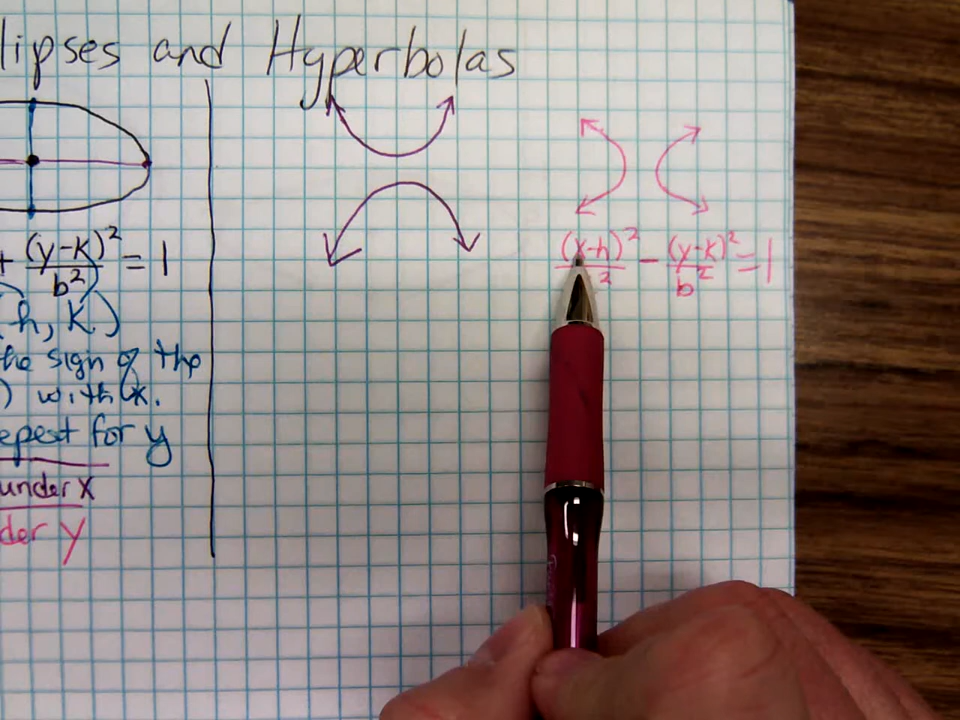 lipses and Hyperbolas
+ (y-k)² / b² = 1
h, k)
the sign of the
) with x.
epeat for y
under x
der y
(x-h)² / ² - (y-k)² / b² = 1